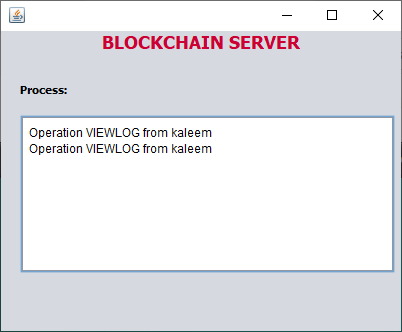 BLOCKCHAIN SERVER
Process:
Operation VIEWLOG from kaleem
Operation VIEWLOG from kaleem